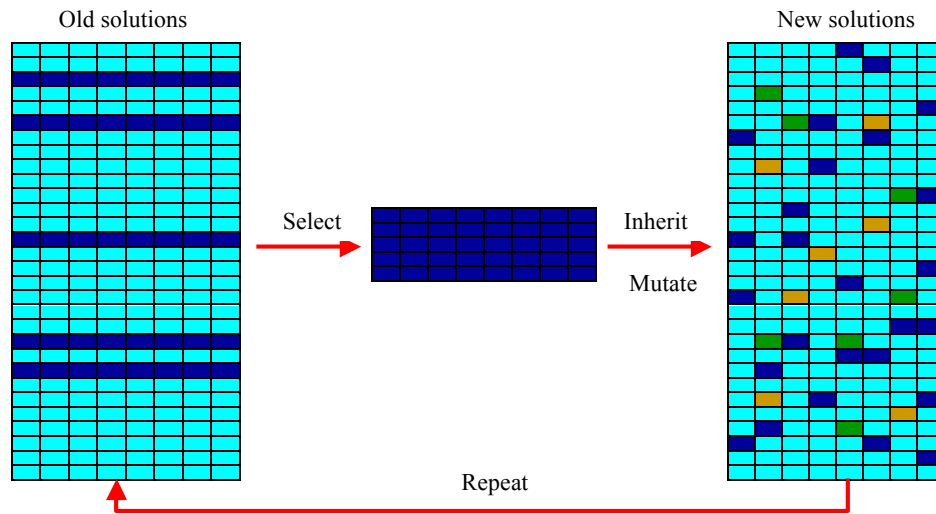 Old solutions
New solutions
Select
Inherit
Mutate
Repeat